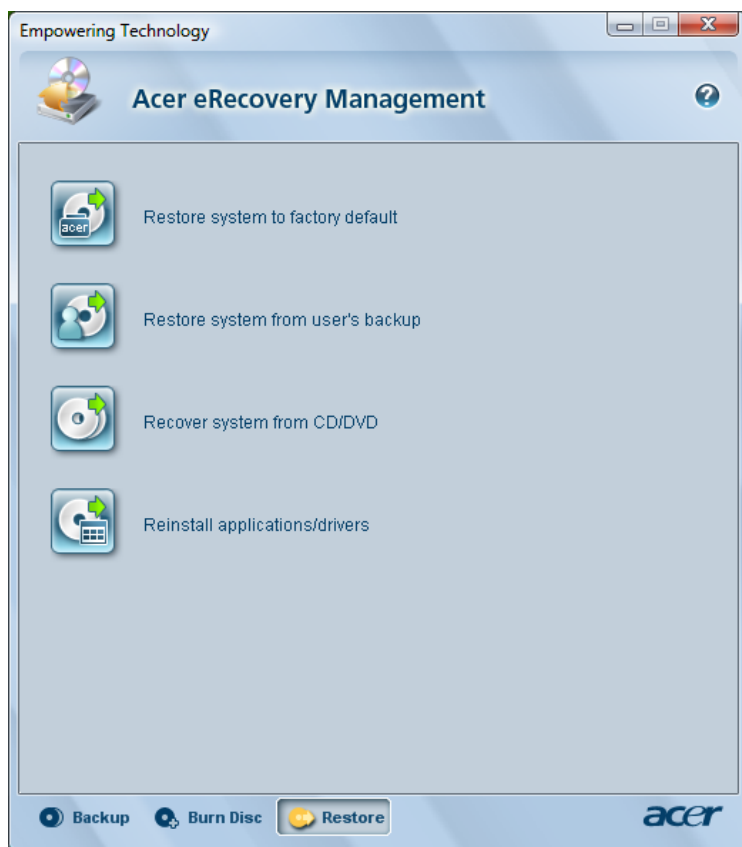 Empowering Technology
Acer eRecovery Management
?
acer
Restore system to factory default
Restore system from user's backup
Recover system from CD/DVD
Reinstall applications/drivers
Backup
Burn Disc
Restore
acer